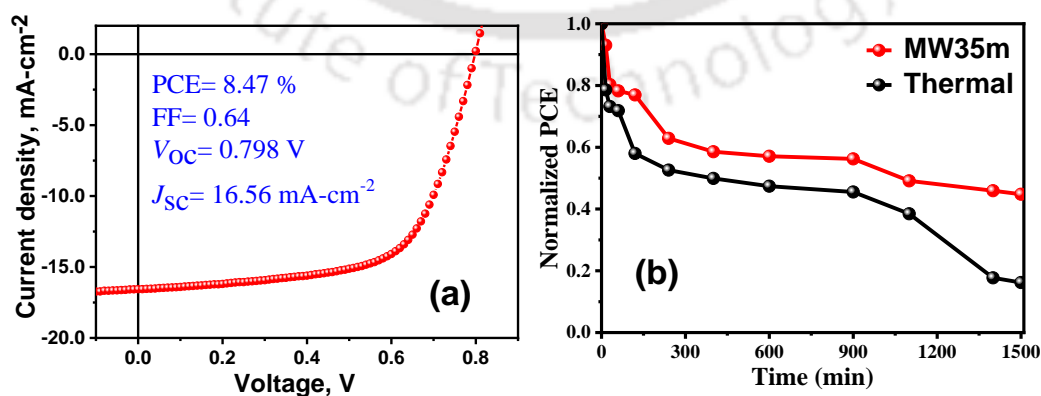 ute of Technology
PCE= 8.47 %
FF= 0.64
VOC= 0.798 V
JSC= 16.56 mA-cm-2
(a)
Current density, mA-cm-2
0.0
-5.0
-10.0
-15.0
-20.0
0.0 0.2 0.4 0.6 0.8
Voltage, V
MW35m
Thermal
(b)
Normalized PCE
1.0
0.8
0.6
0.4
0.2
0.0
0 300 600 900 1200 1500
Time (min)